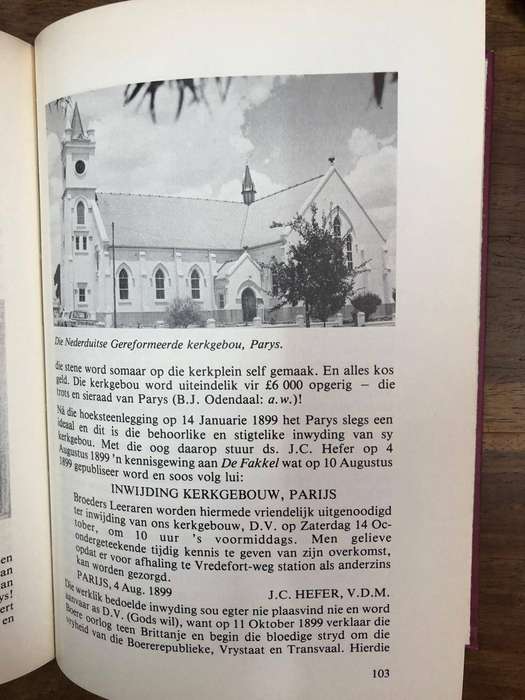 Die Nederduitse Gereformeerde kerkgebou, Parys.
die stene word somaar op die kerkplein self gemaak. En alles kos
geld. Die kerkgebou word uiteindelik vir £6 000 opgerig — die
trots en sieraad van Parys (B.J. Odendaal: a.w.)!
Ná die hoeksteenlegging op 14 Januarie 1899 het Parys slegs een
ideaal en dit is die behoorlike en stigtelike inwyding van sy
kerkgebou. Met die oog daarop stuur ds. J.C. Hefer op 4
Augustus 1899 'n kennisgewing aan De Fakkel wat op 10 Augustus
1899 gepubliseer word en soos volg lui:
INWIJDING KERKGEBOUW, PARIJS
Broeders Leeraren worden hiermede vriendelijk uitgenoodigd
ter inwijding van ons kerkgebouw, D.V. op Zaterdag 14 Oc-
tober, om 10 uur 's voormiddags. Men gelieve
ondergeteekende tijdig kennis te geven van zijn overkomst,
opdat er voor afhaling te Vredefort-weg station als anderzins
kan worden gezorgd.
PARIJS, 4 Aug. 1899 J.C. HEFER, V.D.M.
Die werklik bedoelde inwyding sou egter nie plaasvind nie en word
aanvaar as D.V. (Gods wil), want op 11 Oktober 1899 verklaar die
Boere oorlog teen Brittanje en begin die bloedige stryd om die
vryheid van die Boererepublieke, Vrystaat en Transvaal. Hierdie
103
en
van
an
ys!
ert
en